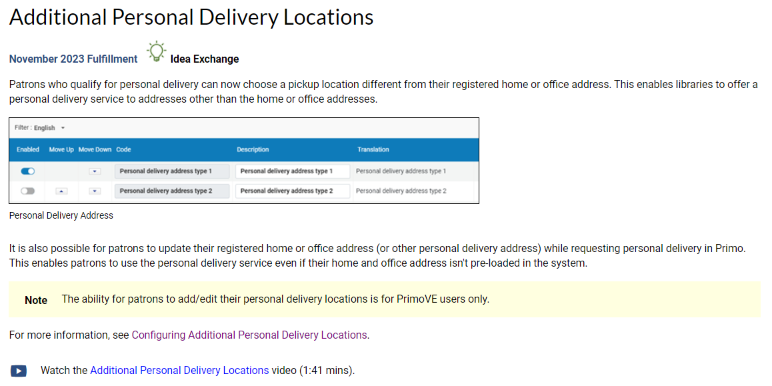 Additional Personal Delivery Locations
November 2023 Fulfillment Idea Exchange
Patrons who qualify for personal delivery can now choose a pickup location different from their registered home or office address. This enables libraries to offer a
personal delivery service to addresses other than the home or office addresses.
Filter : English
Enabled Move Up Move Down Code Description Translation
Personal delivery address type 1 Personal delivery address type 1 Personal delivery address type 1
Personal delivery address type 2 Personal delivery address type 2 Personal delivery address type 2
Personal Delivery Address
It is also possible for patrons to update their registered home or office address (or other personal delivery address) while requesting personal delivery in Primo.
This enables patrons to use the personal delivery service even if their home and office address isn't pre-loaded in the system.
Note The ability for patrons to add/edit their personal delivery locations is for PrimoVE users only.
For more information, see Configuring Additional Personal Delivery Locations.
Watch the Additional Personal Delivery Locations video (1:41 mins).